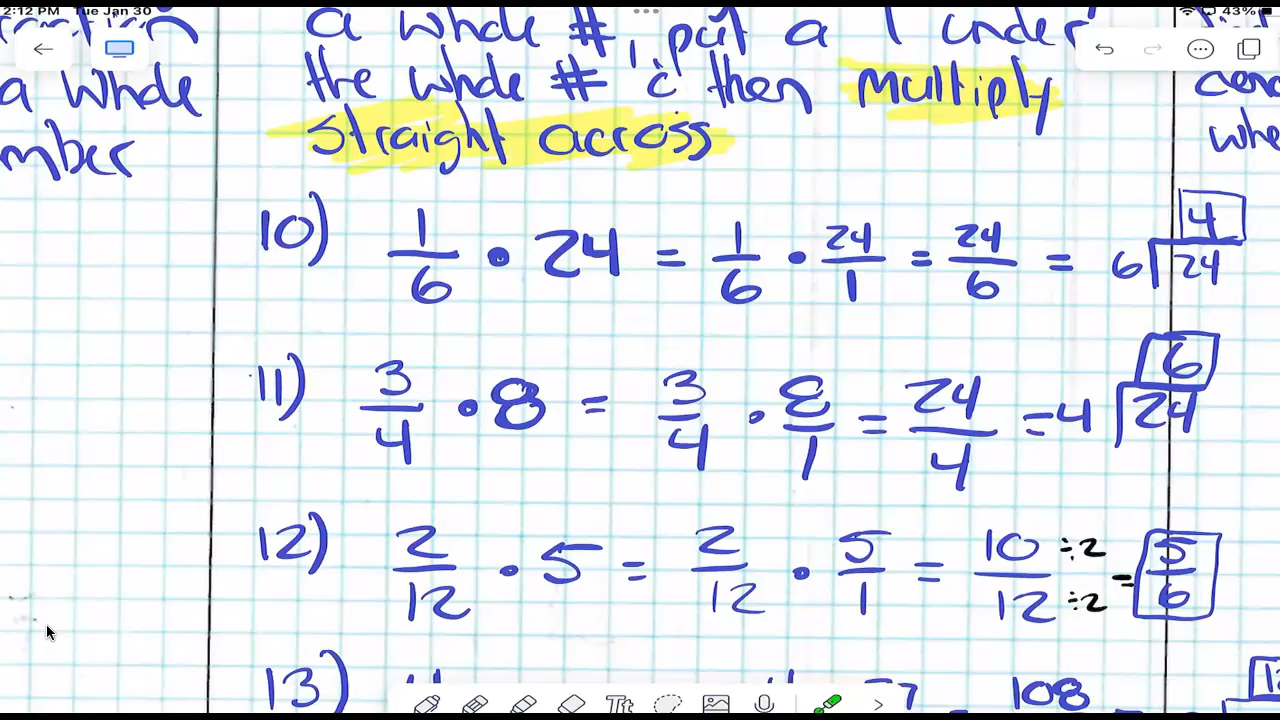 2:12 PM Tue Jan 30
43%
a whole #, put a 1 under
the whole # & then multiply
straight across
a whole
mber
10) 1/6 · 24 = 1/6 · 24/1 = 24/6 = 6⟌24 4
11) 3/4 · 8 = 3/4 · 8/1 = 24/4 = 4⟌24 6
12) 2/12 · 5 = 2/12 · 5/1 = 10/12 ÷2 ÷2 = 5/6
13) 108
Tt